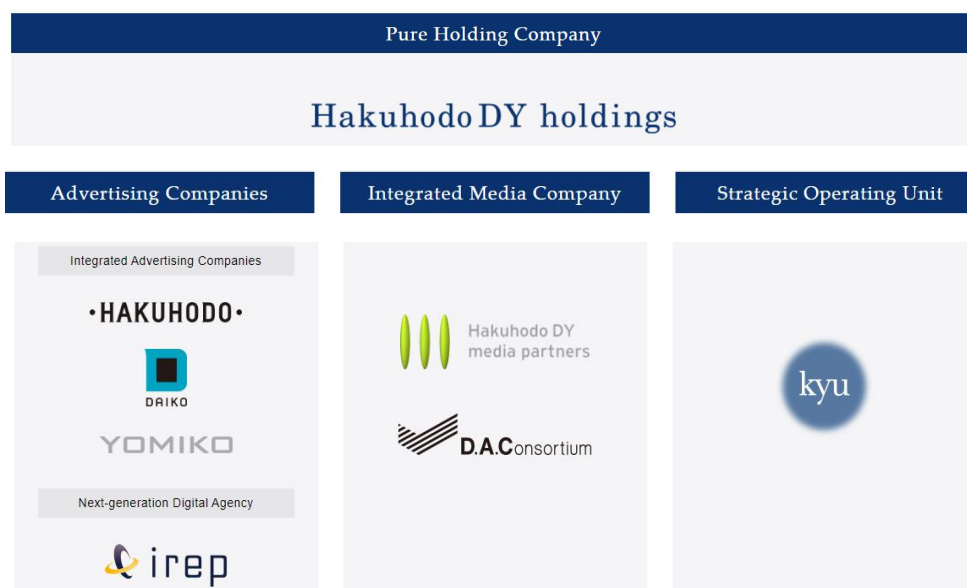 Pure Holding Company
Hakuhodo DY holdings
Advertising Companies
Integrated Advertising Companies
·HAKUHODO·
DAIKO
YOMIKO
Next-generation Digital Agency
irep
Integrated Media Company
Hakuhodo DY
media partners
D.A.Consortium
Strategic Operating Unit
kyu